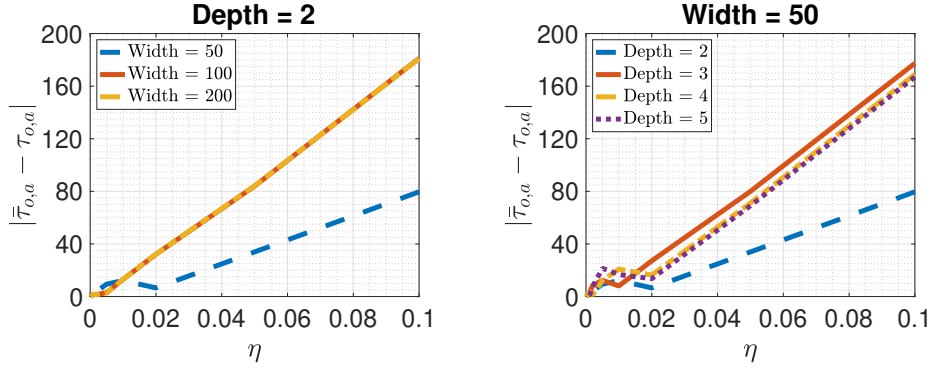 Depth = 2
200
160
120
80
40
0
|τ̄ₒ,ₐ − τₒ,ₐ|
Width = 50
Width = 100
Width = 200
0 0.02 0.04 0.06 0.08 0.1
η
Width = 50
200
160
120
80
40
0
|τ̄ₒ,ₐ − τₒ,ₐ|
Depth = 2
Depth = 3
Depth = 4
Depth = 5
0 0.02 0.04 0.06 0.08 0.1
η